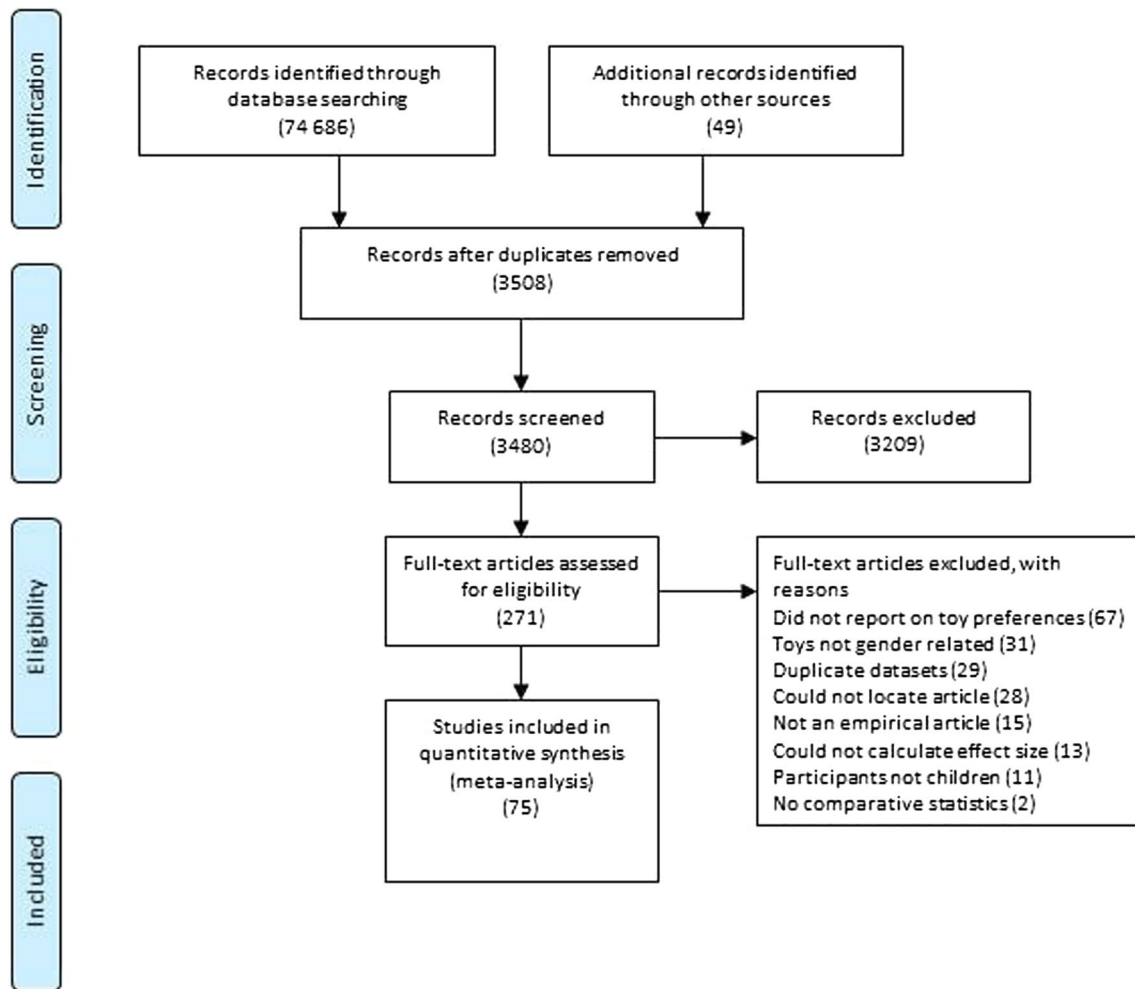 Identification
Records identified through
database searching
(74 686)
Additional records identified
through other sources
(49)
Records after duplicates removed
(3508)
Screening
Records screened
(3480)
Records excluded
(3209)
Eligibility
Full-text articles assessed
for eligibility
(271)
Full-text articles excluded, with
reasons
Did not report on toy preferences (67)
Toys not gender related (31)
Duplicate datasets (29)
Could not locate article (28)
Not an empirical article (15)
Could not calculate effect size (13)
Participants not children (11)
No comparative statistics (2)
Studies included in
quantitative synthesis
(meta-analysis)
(75)
Included